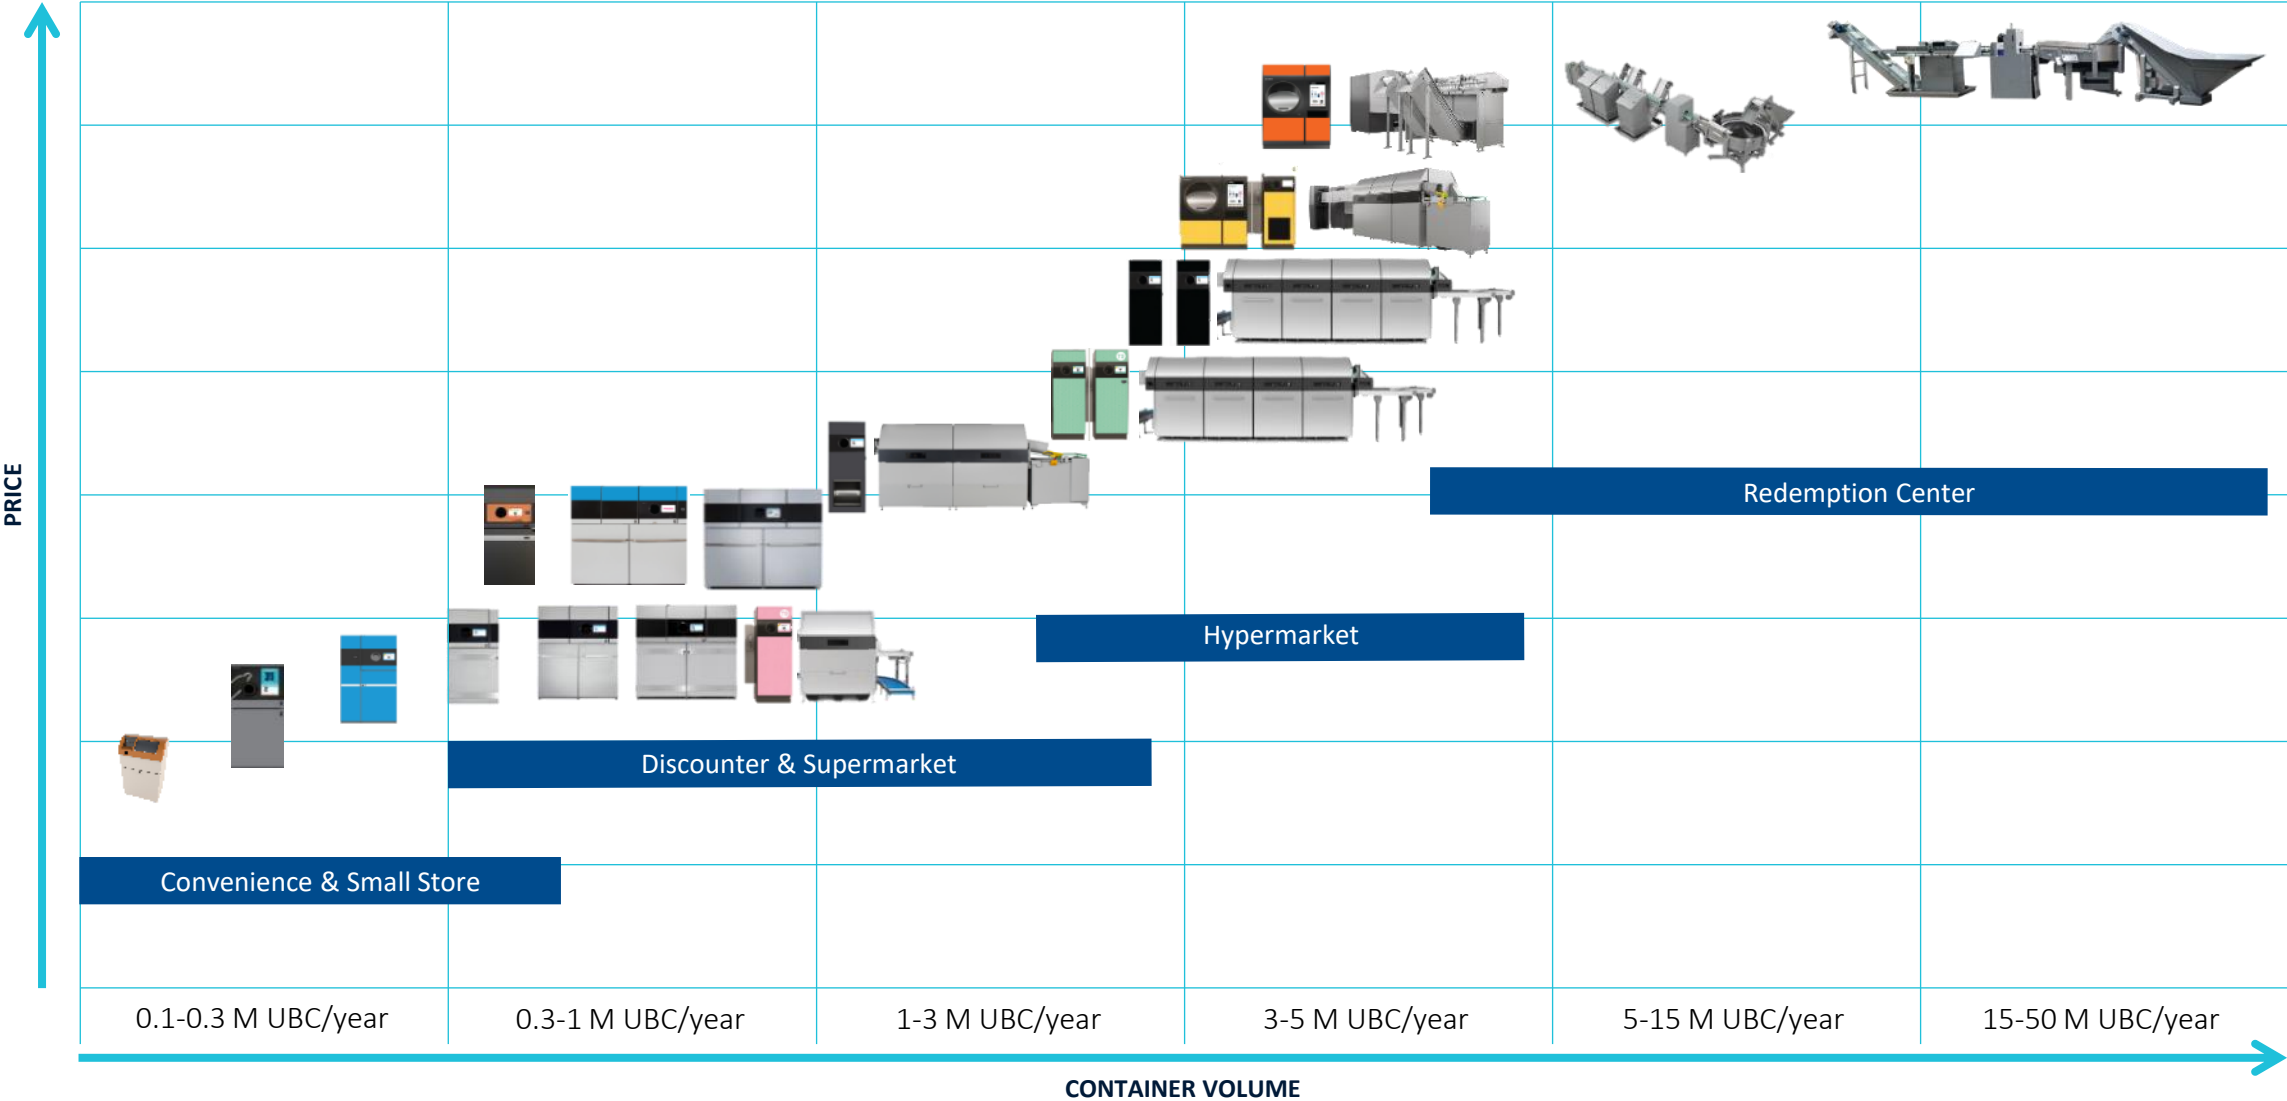 PRICE
Redemption Center
Hypermarket
Discounter & Supermarket
Convenience & Small Store
0.1-0.3 M UBC/year
0.3-1 M UBC/year
1-3 M UBC/year
3-5 M UBC/year
5-15 M UBC/year
15-50 M UBC/year
CONTAINER VOLUME